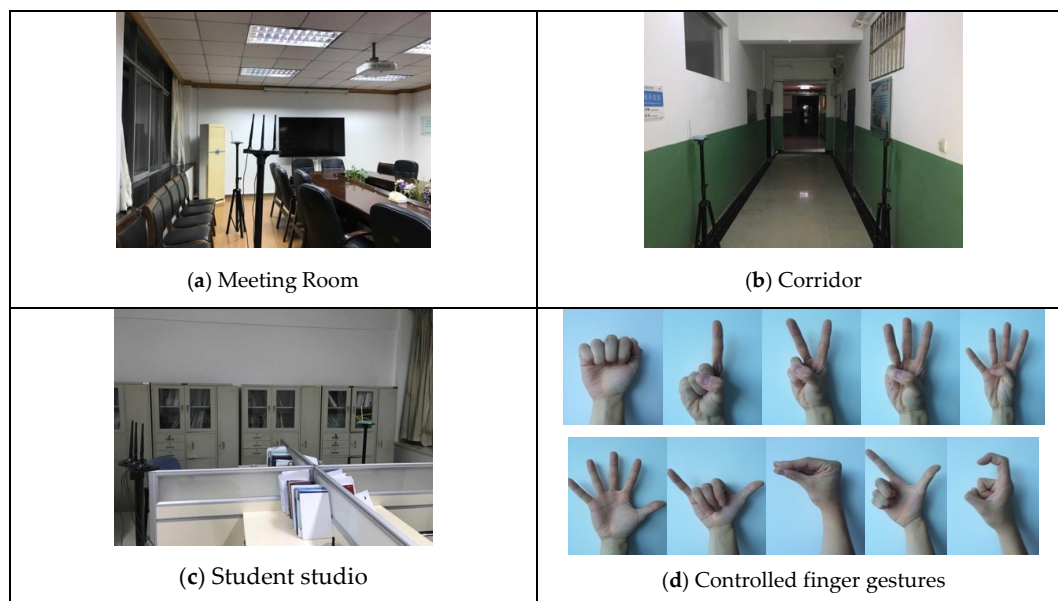 (a) Meeting Room
(b) Corridor
(c) Student studio
(d) Controlled finger gestures